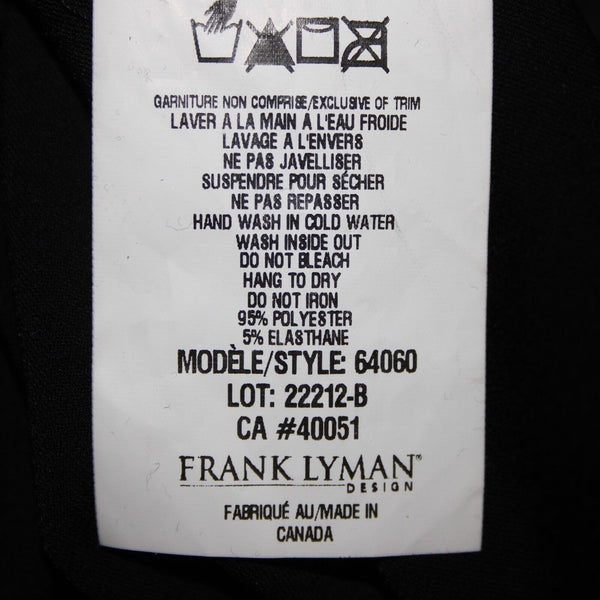 GARNITURE NON COMPRISE/EXCLUSIVE OF TRIM
LAVER A LA MAIN A L'EAU FROIDE
LAVAGE A L'ENVERS
NE PAS JAVELLISER
SUSPENDRE POUR SÉCHER
NE PAS REPASSER
HAND WASH IN COLD WATER
WASH INSIDE OUT
DO NOT BLEACH
HANG TO DRY
DO NOT IRON
95% POLYESTER
5% ELASTHANE
MODÈLE/STYLE: 64060
LOT: 22212-B
CA #40051
FRANK LYMAN®
DESIGN
FABRIQUÉ AU/MADE IN
CANADA